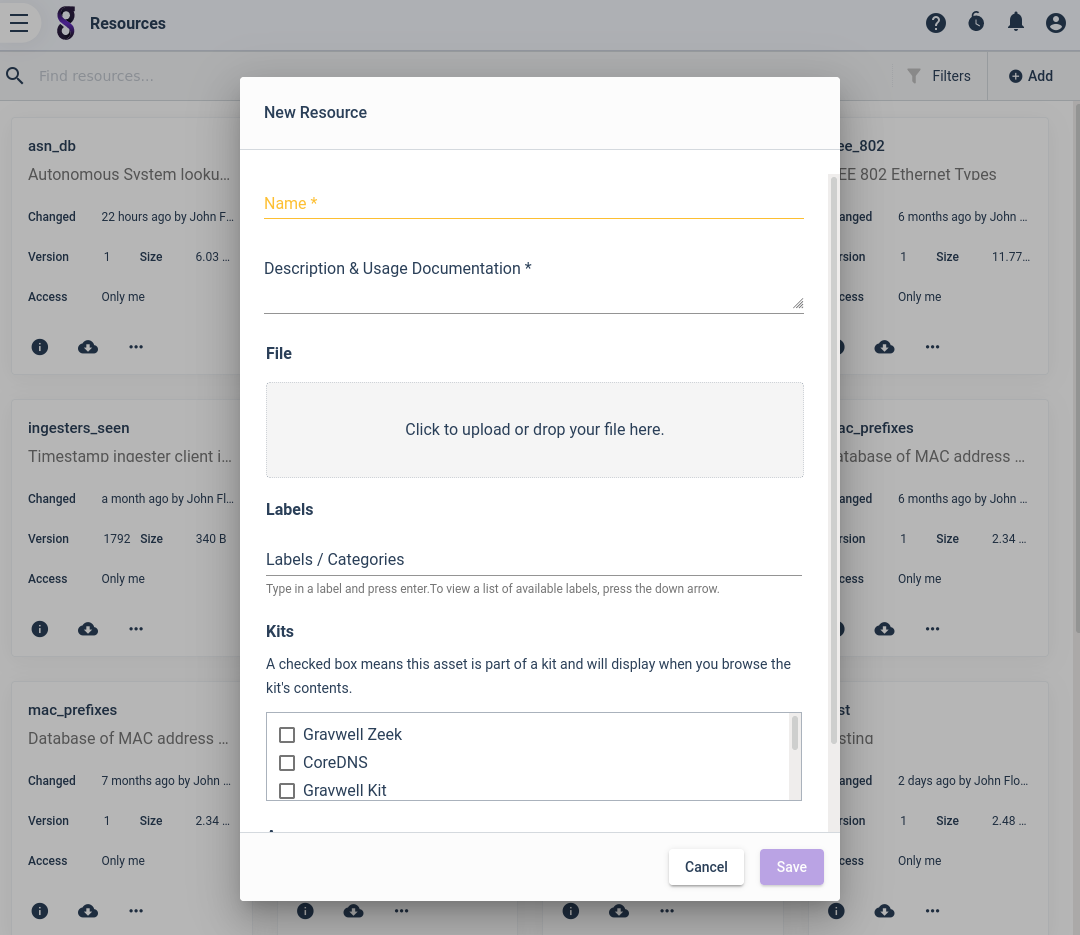 Resources
Find resources...
Filters
Add
asn_db
Autonomous System looku...
Changed 22 hours ago by John F...
Version 1 Size 6.03 ...
Access Only me
ee_802
EE 802 Ethernet Types
anged 6 months ago by John ...
rsion 1 Size 11.77...
cess Only me
ingesters_seen
Timestamp ingester client i...
Changed a month ago by John Fl...
Version 1792 Size 340 B
Access Only me
ac_prefixes
atabase of MAC address ...
anged 6 months ago by John ...
rsion 1 Size 2.34 ...
cess Only me
mac_prefixes
Database of MAC address ...
Changed 7 months ago by John ...
Version 1 Size 2.34 ...
Access Only me
st
sting
anged 2 days ago by John Flo...
rsion 1 Size 2.48 ...
cess Only me
New Resource
Name *
Description & Usage Documentation *
File
Click to upload or drop your file here.
Labels
Labels / Categories
Type in a label and press enter.To view a list of available labels, press the down arrow.
Kits
A checked box means this asset is part of a kit and will display when you browse the
kit's contents.
Gravwell Zeek
CoreDNS
Gravwell Kit
Cancel
Save